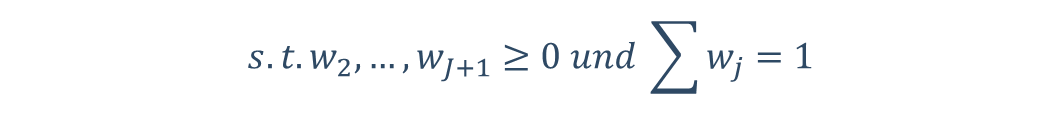 s.t. w₂, …, w_{J+1} ≥ 0 und ∑ w_j = 1